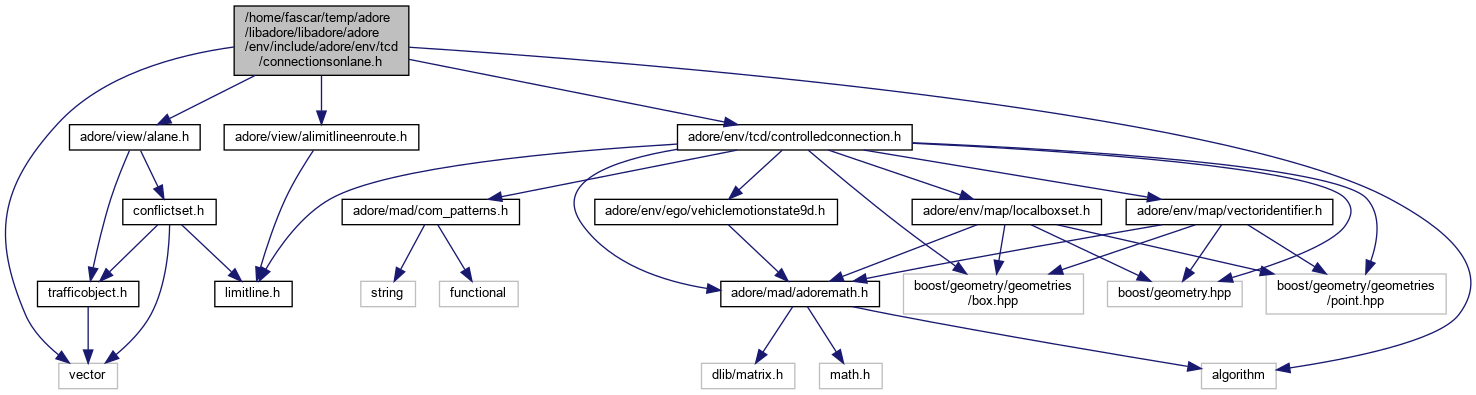 /home/fascar/temp/adore
/libadore/libadore/adore
/env/include/adore/env/tcd
/connectionsonlane.h
adore/view/alane.h
adore/view/alimitlineenroute.h
adore/env/tcd/controlledconnection.h
conflictset.h
adore/mad/com_patterns.h
adore/env/ego/vehiclemotionstate9d.h
adore/env/map/localboxset.h
adore/env/map/vectoridentifier.h
trafficobject.h
limitline.h
string
functional
adore/mad/adoremath.h
boost/geometry/geometries
/box.hpp
boost/geometry.hpp
boost/geometry/geometries
/point.hpp
vector
dlib/matrix.h
math.h
algorithm